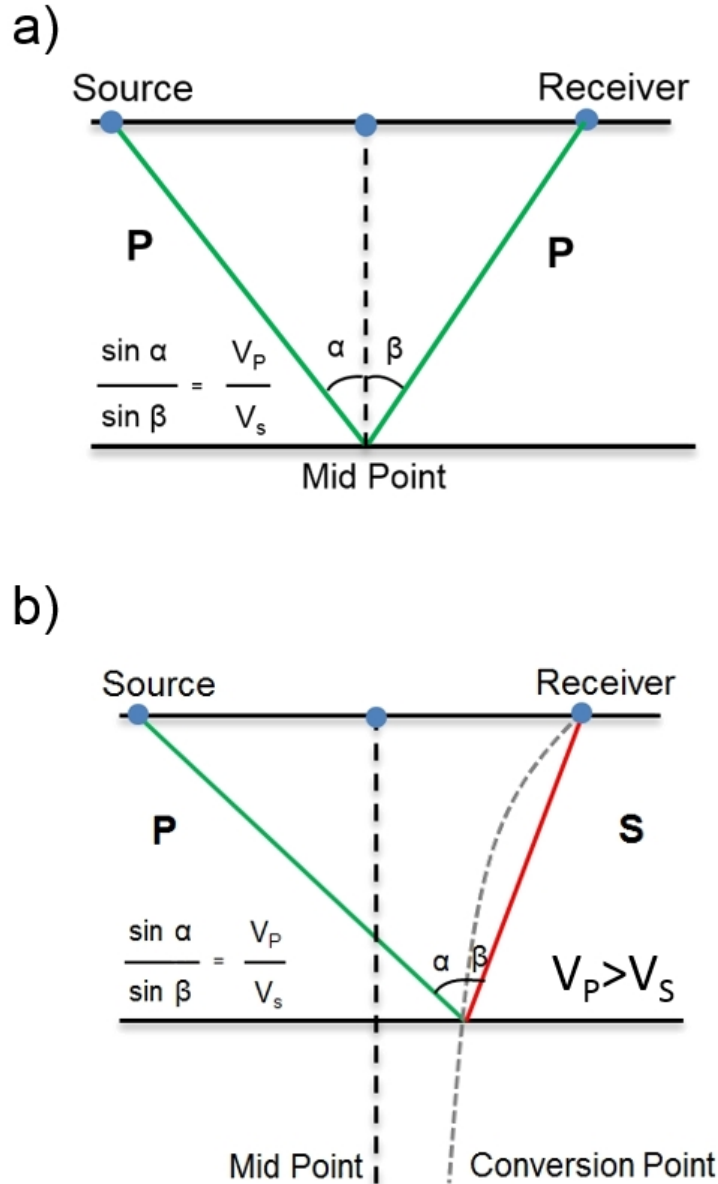 a)
Source
Receiver
P
P
α β
sin α
sin β
=
V_P
V_s
Mid Point
b)
Source
Receiver
P
S
sin α
sin β
=
V_P
V_s
α β
V_P>V_S
Mid Point
Conversion Point